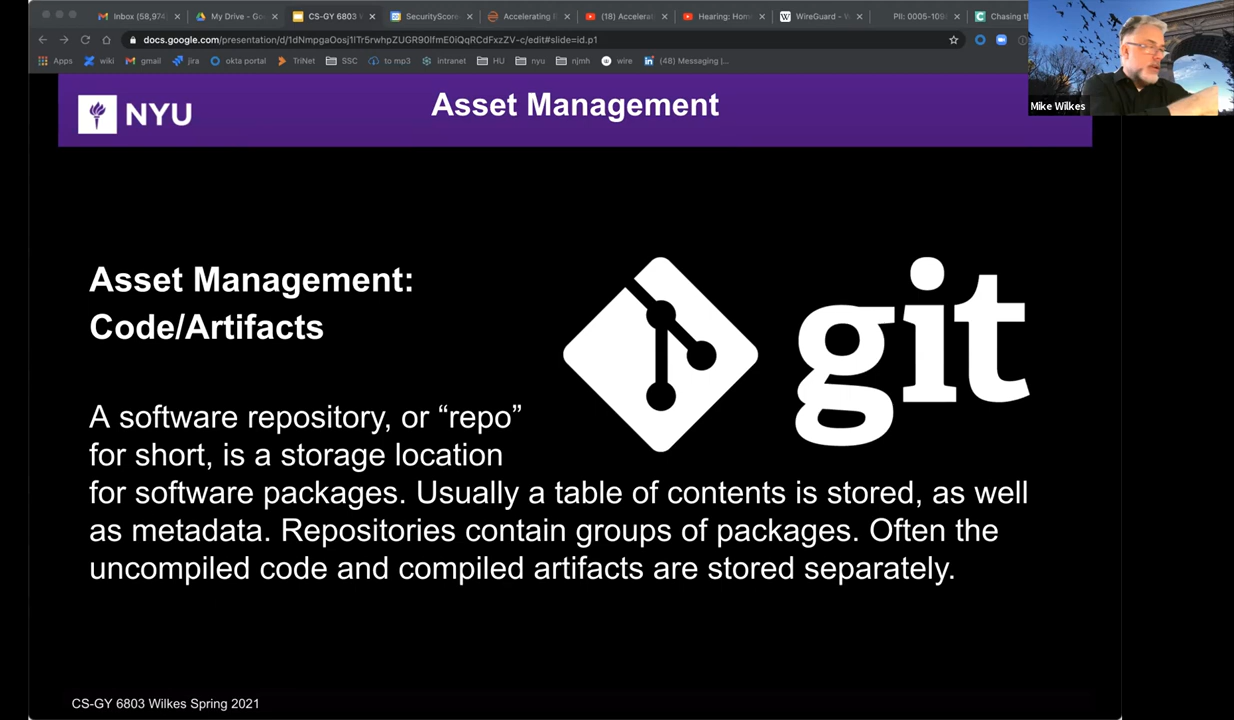 Inbox (58,974
My Drive - Go
CS-GY 6803 W
SecurityScore
Accelerating
(18) Accelerat
Hearing: Hom
WireGuard - W
PII: 0005-109
Chasing th
docs.google.com/presentation/d/1dNmpgaOosj1ITr5rwhpZUGR90lfmE0iQqRCdFxzZV-c/edit#slide=id.p1
Apps
wiki
gmail
jira
okta portal
TriNet
SSC
to mp3
intranet
HU
nyu
njmh
wire
(48) Messaging |...
Mike Wilkes
NYU
Asset Management
Asset Management:
Code/Artifacts
git
A software repository, or “repo”
for short, is a storage location
for software packages. Usually a table of contents is stored, as well
as metadata. Repositories contain groups of packages. Often the
uncompiled code and compiled artifacts are stored separately.
CS-GY 6803 Wilkes Spring 2021